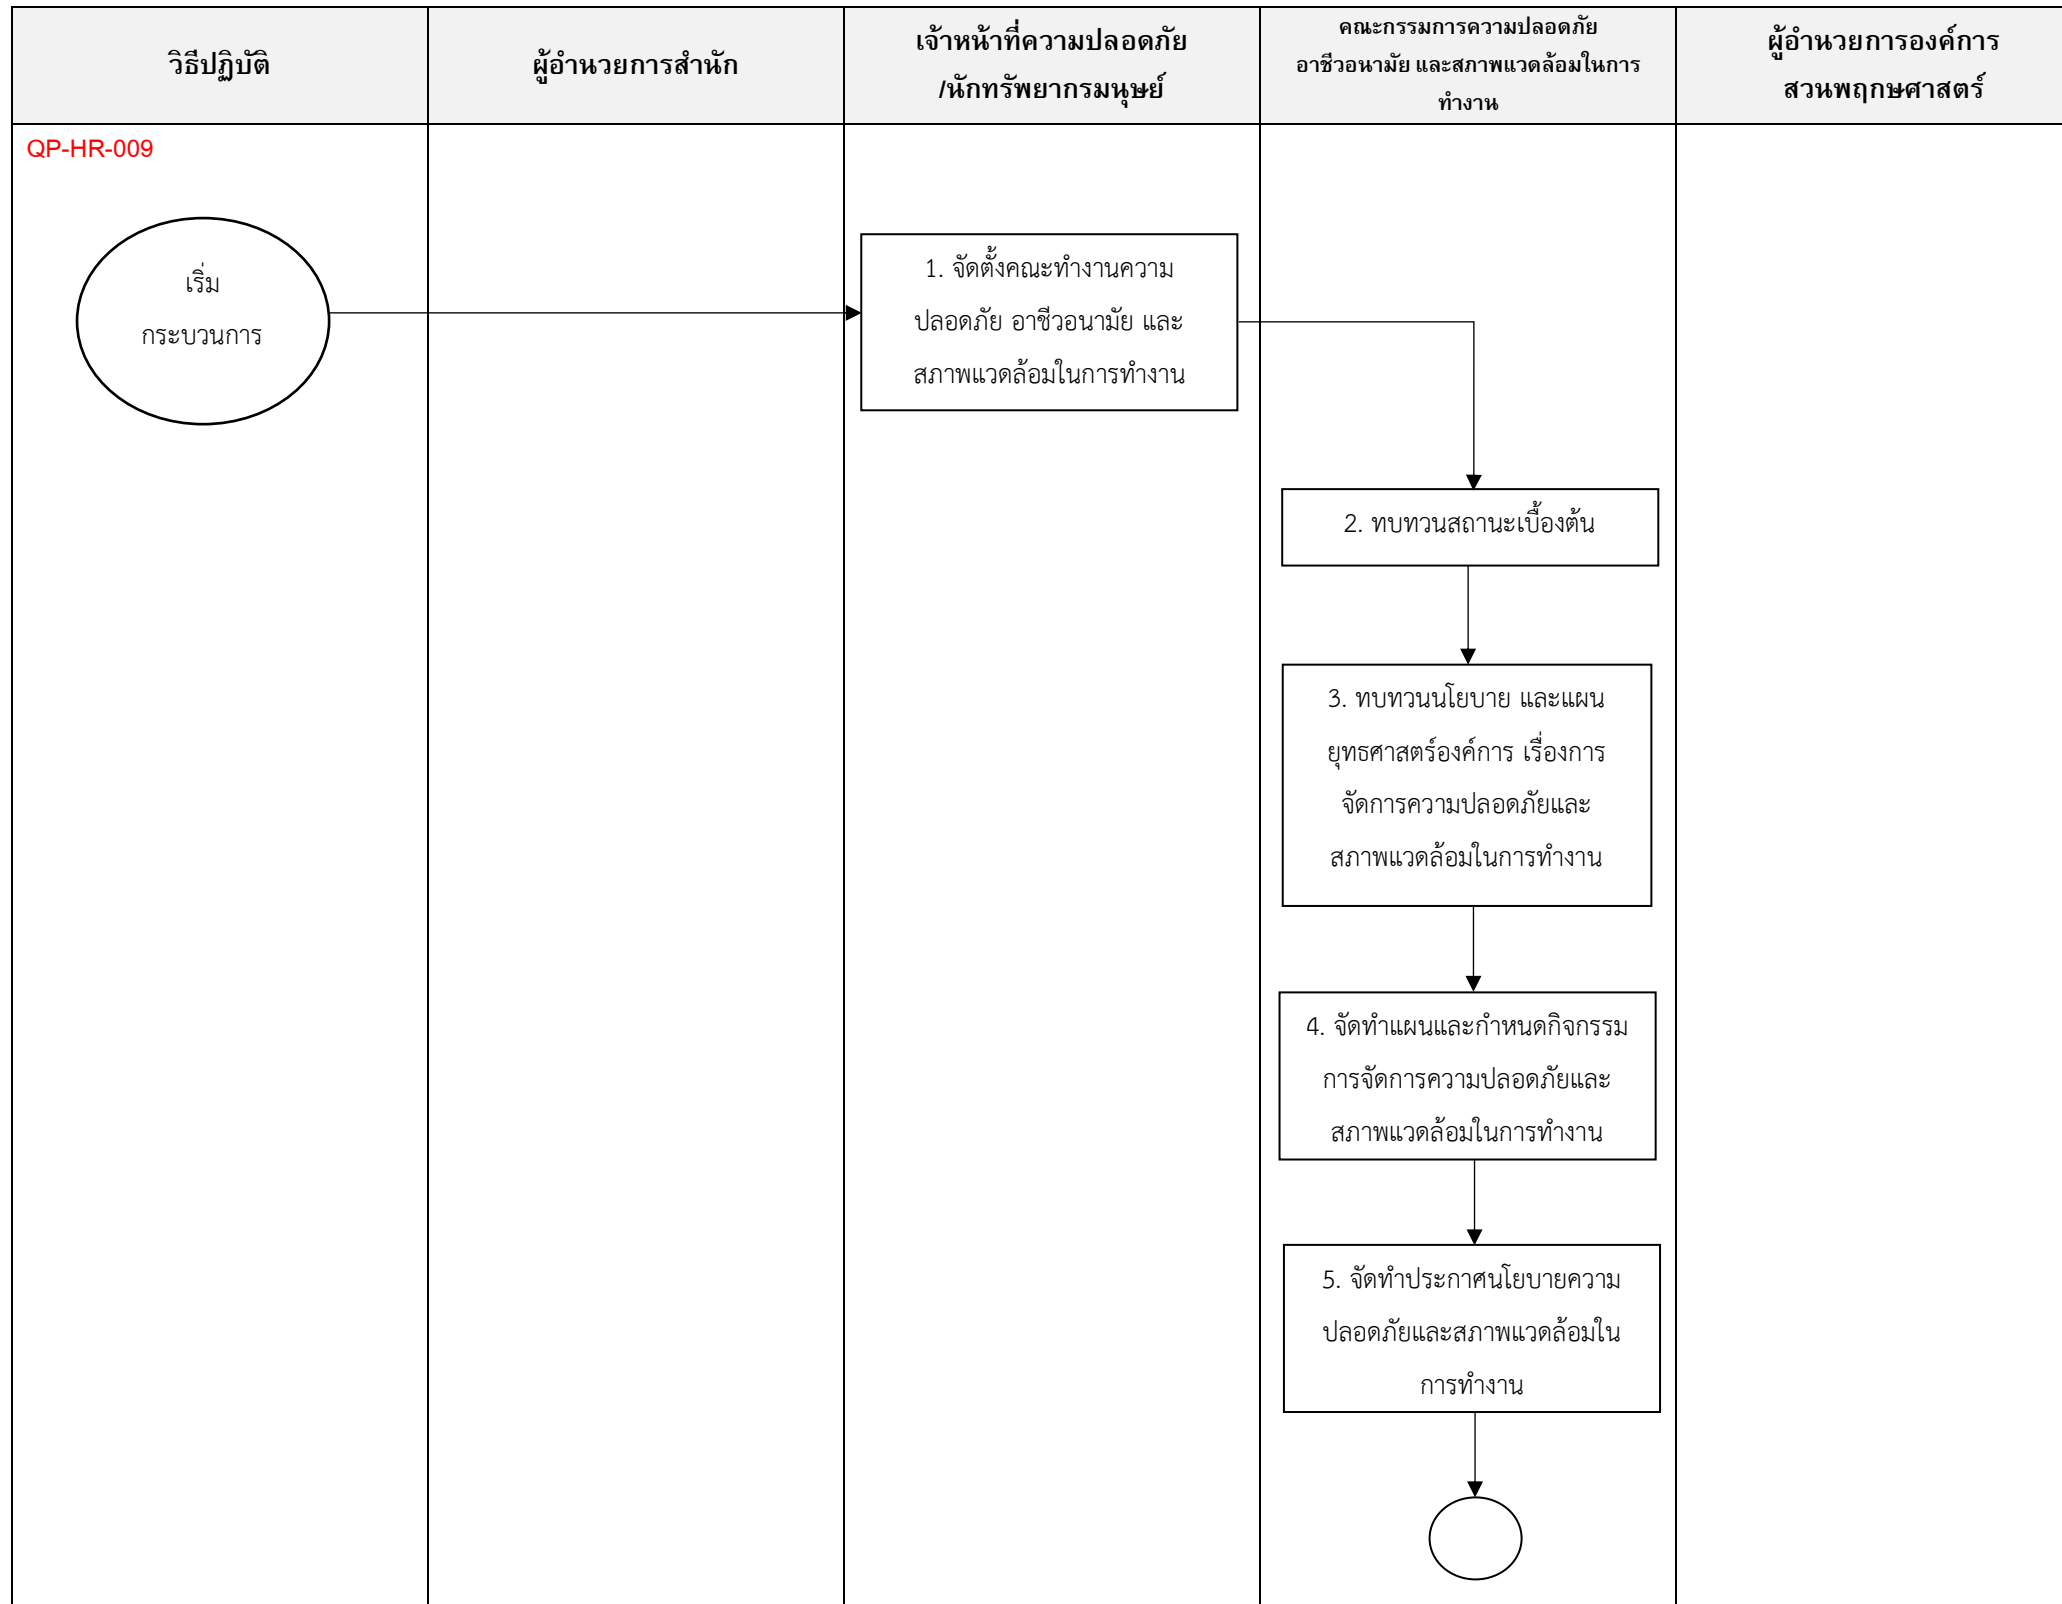 วิธีปฏิบัติ
ผู้อำนวยการสำนัก
เจ้าหน้าที่ความปลอดภัย
/นักทรัพยากรมนุษย์
คณะกรรมการความปลอดภัย
อาชีวอหามัย และสภาพแวดล้อมในการ
ทำงาน
ผู้อำนวยการองค์การ
สวนพฤกษศาสตร์
QP-HR-009
เริ่ม
กระบวนการ
1. จัดตั้งคณะทำงานความ
ปลอดภัย อาชีวอนามัย และ
สภาพแวดล้อมในการทำงาน
2. ทบทวนสถานะเบื้องต้น
3. ทบทวนนโยบาย และแผน
ยุทธศาสตร์องค์การ เรื่องการ
จัดการความปลอดภัยและ
สภาพแวดล้อมในการทำงาน
4. จัดทำแผนและกำหนดกิจกรรม
การจัดการความปลอดภัยและ
สภาพแวดล้อมในการทำงาน
5. จัดทำประกาศนโยบายความ
ปลอดภัยและสภาพแวดล้อมใน
การทำงาน